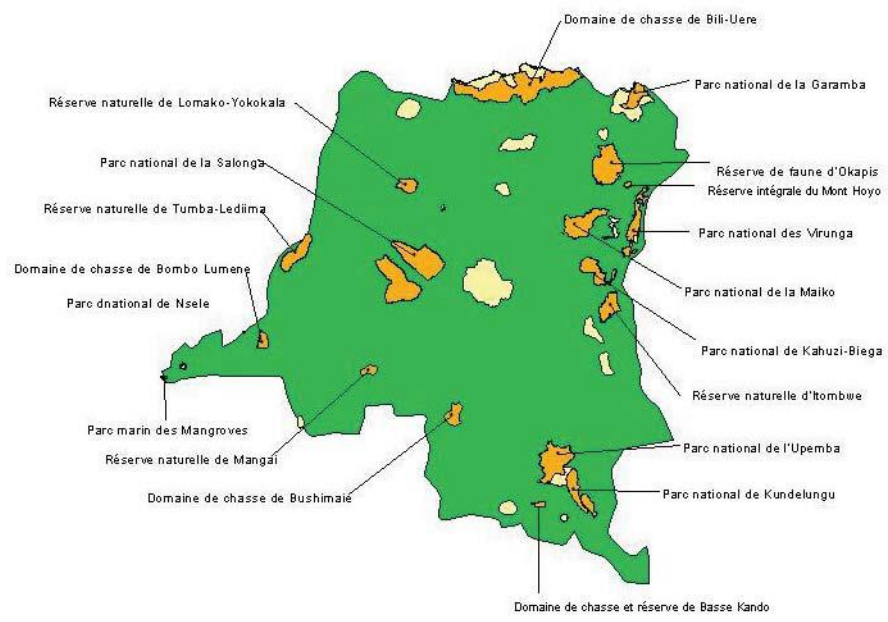 Domaine de chasse de Bili-Uere
Parc national de la Garamba
Réserve naturelle de Lomako-Yokokala
Parc national de la Salonga
Réserve de faune d'Okapis
Réserve intégrale du Mont Hoyo
Réserve naturelle de Tumba-Lediima
Parc national des Virunga
Domaine de chasse de Bombo Lumene
Parc national de la Maiko
Parc dnational de Nsele
Parc national de Kahuzi-Biega
Réserve naturelle d'Itombwe
Parc marin des Mangroves
Parc national de l'Upemba
Réserve naturelle de Mangai
Parc national de Kundelungu
Domaine de chasse de Bushimaié
Domaine de chasse et réserve de Basse Kando